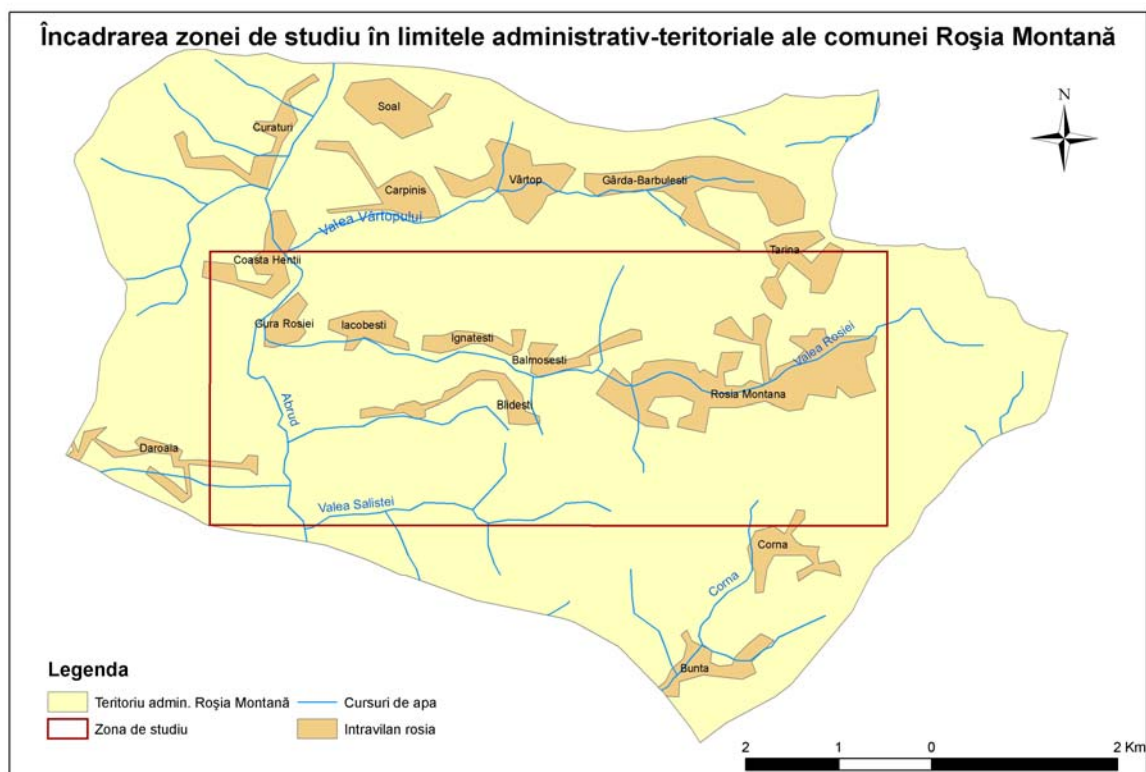 Încadrarea zonei de studiu în limitele administrativ-teritoriale ale comunei Roşia Montană
N
Soal
Curaturi
Vârtop
Gârda-Barbulesti
Carpinis
Valea Vârtopului
Tarina
Coasta Hentii
Gura Rosiei
Iacobesti
Ignatesti
Balmosesti
Valea Rosiei
Rosia Montana
Abrud
Blidesti
Daroaia
Valea Salistei
Corna
Corna
Bunta
Legenda
Teritoriu admin. Roşia Montană
Cursuri de apa
Zona de studiu
Intravilan rosia
2 1 0 2 Km